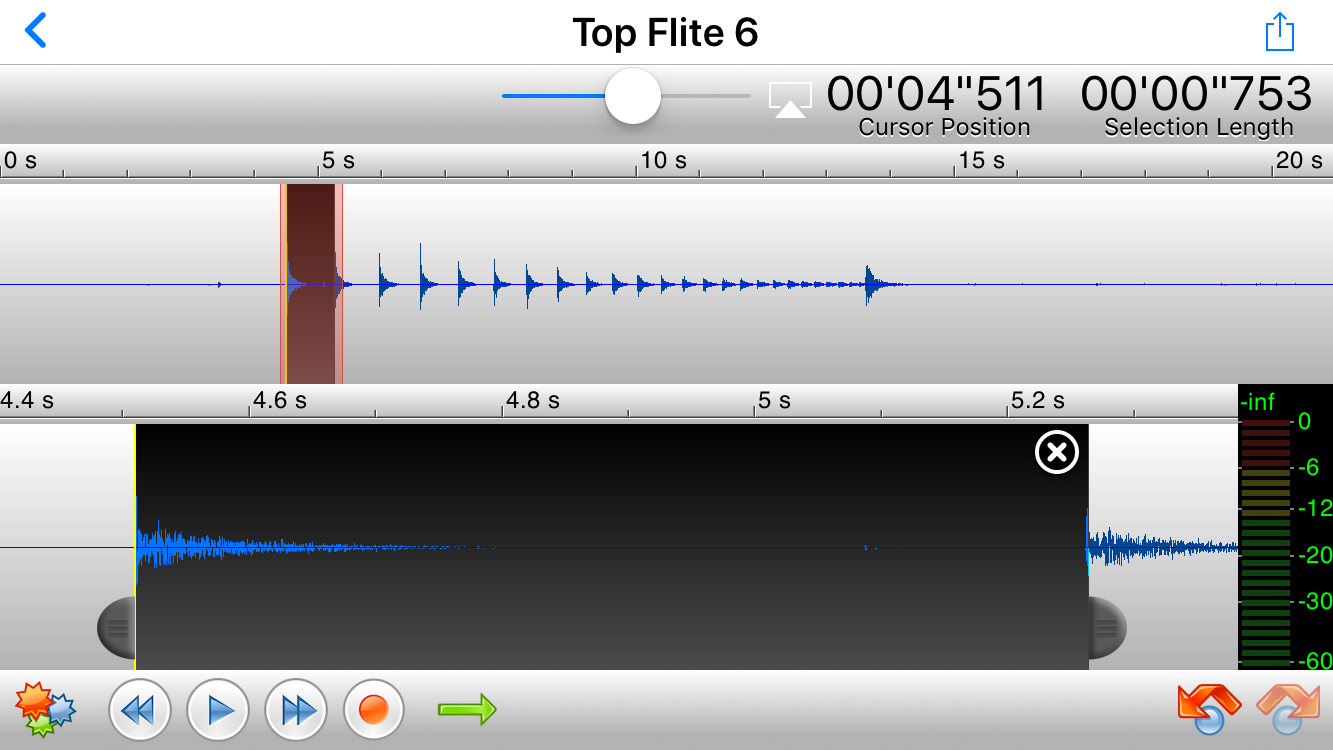 Top Flite 6
00'04"511 00'00"753
Cursor Position Selection Length
0 s 5 s 10 s 15 s 20 s
4.4 s 4.6 s 4.8 s 5 s 5.2 s
-inf
0
-6
-12
-20
-30
-60